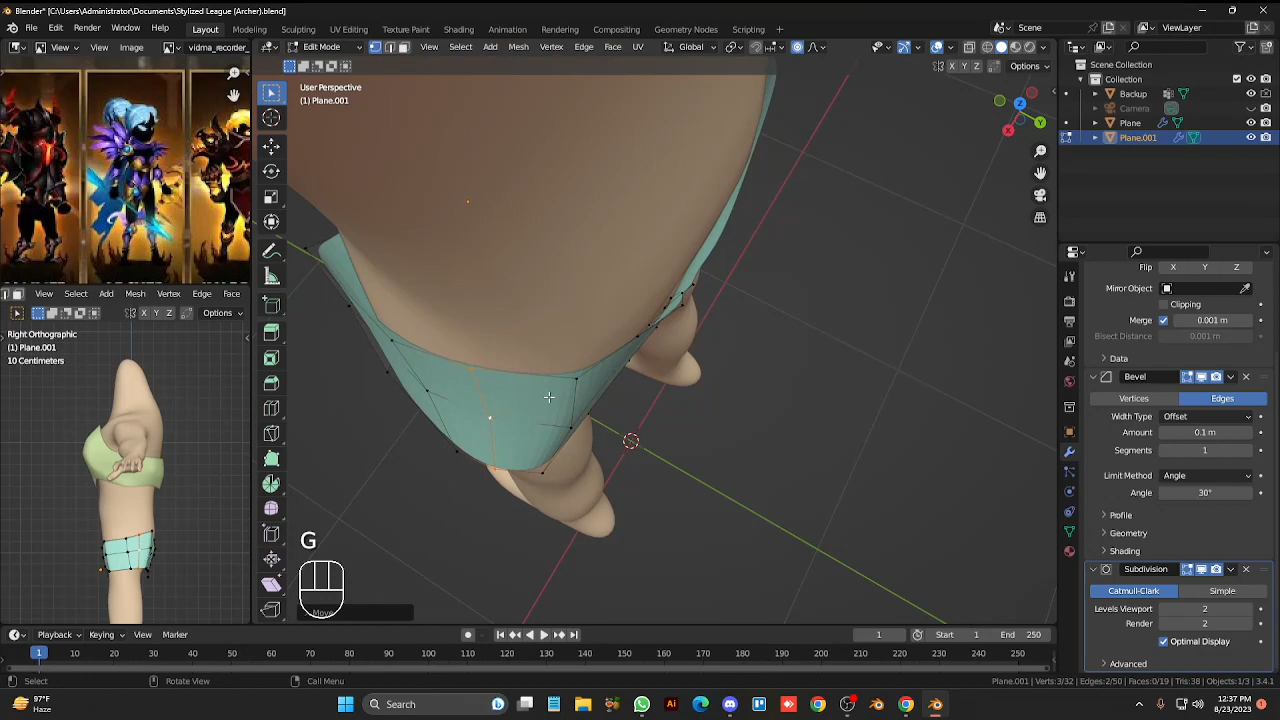 Blender* [C:\Users\Admin\Downloads\Stylized League (Archer).blend]
File Edit Render Window Help Layout Modeling Sculpting UV Editing Texture Paint Shading Animation Rendering Compositing Geometry Nodes Scripting + Scene ViewLayer
View View Image vidma_recorder_
Edit Mode View Select Add Mesh Vertex Edge Face UV Global
X Y Z Options
User Perspective
(1) Plane.001
Z
Y
X
G
Move
Scene Collection
Collection
Backup
Camera
Plane
Plane.001
Flip X Y Z
Mirror Object
Clipping
Merge 0.001 m
Bisect Distance 0.001 m
Data
Bevel
Vertices Edges
Width Type Offset
Amount 0.1 m
Segments 1
Limit Method Angle
Angle 30°
Profile
Geometry
Shading
Subdivision
Catmull-Clark Simple
Levels Viewport 2
Render 2
Optimal Display
Advanced
View Select Add Mesh Vertex Edge Face
X Y Z Options
Right Orthographic
(1) Plane.001
10 Centimeters
Playback Keying View Marker 1 Start 1 End 250
1 10 20 30 40 50 60 70 80 90 100 110 120 130 140 150 160 170 180 190 200 210 220 230 240 250
Select Rotate View Call Menu Plane.001 | Verts:3/32 | Edges:2/50 | Faces:0/19 | Tris:38 | Objects:1/3 | 3.4.1
97°F
Haze
Search
12:37 PM
8/23/2023